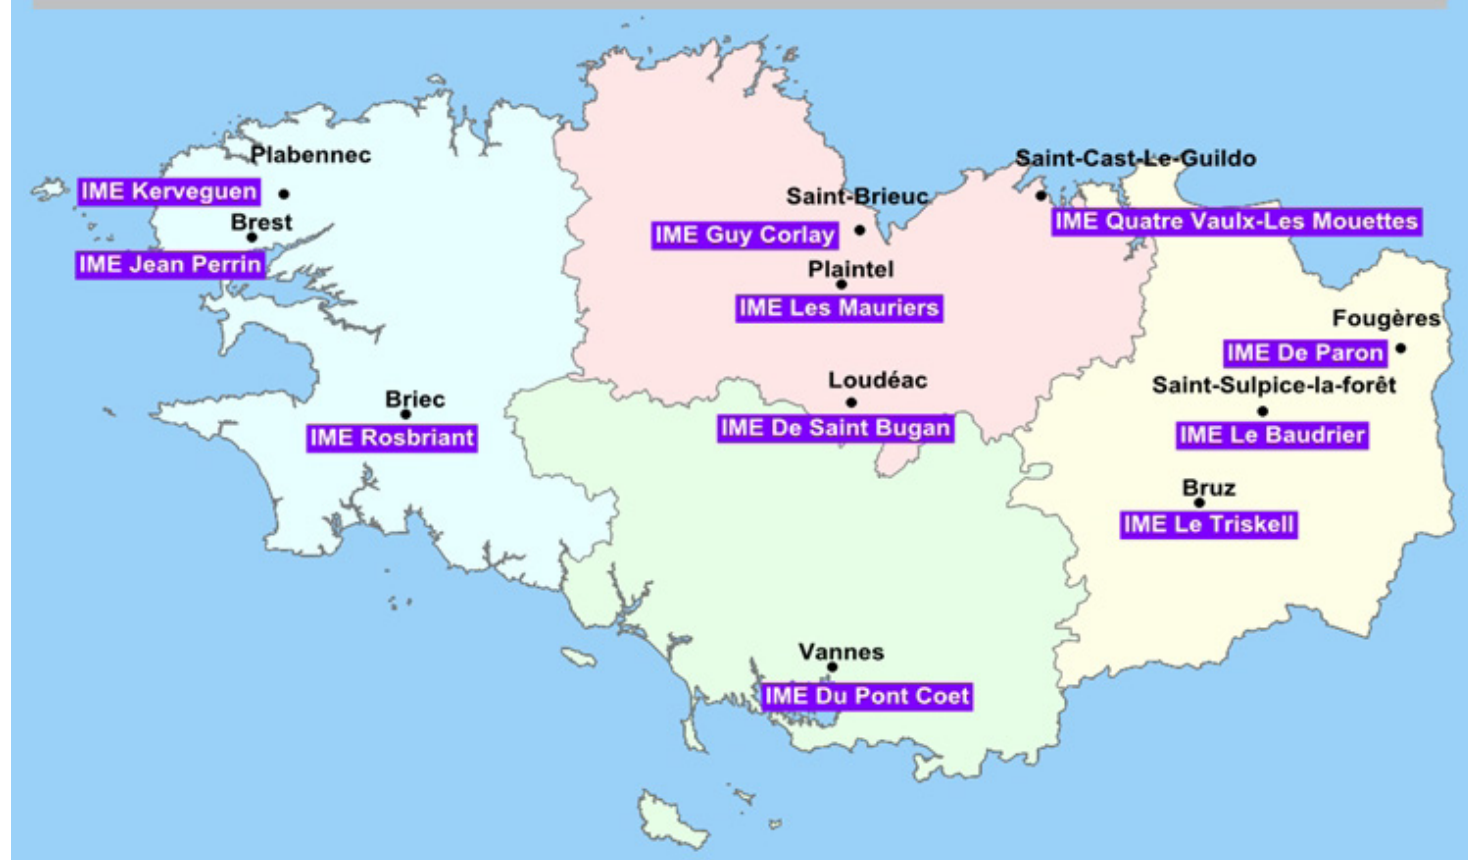 Plabennec
IME Kerveguen
Brest
IME Jean Perrin
Briec
IME Rosbriant
Saint-Brieuc
IME Guy Corlay
Plaintel
IME Les Mauriers
Loudéac
IME De Saint Bugan
Saint-Cast-Le-Guildo
IME Quatre Vaulx-Les Mouettes
Fougères
IME De Paron
Saint-Sulpice-la-forêt
IME Le Baudrier
Bruz
IME Le Triskell
Vannes
IME Du Pont Coet